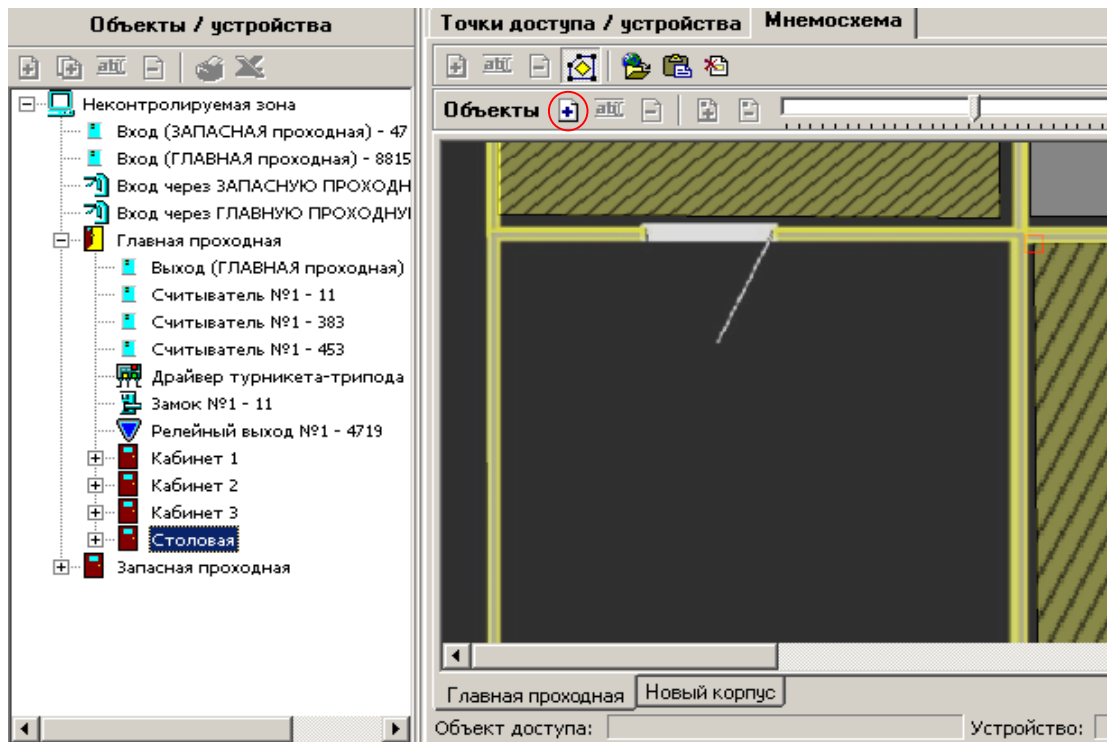 Объекты / устройства
Неконтролируемая зона
Вход (ЗАПАСНАЯ проходная) - 47
Вход (ГЛАВНАЯ проходная) - 8815
Вход через ЗАПАСНУЮ ПРОХОДН
Вход через ГЛАВНУЮ ПРОХОДНУ
Главная проходная
Выход (ГЛАВНАЯ проходная)
Считыватель №1 - 11
Считыватель №1 - 383
Считыватель №1 - 453
Драйвер турникета-трипода
Замок №1 - 11
Релейный выход №1 - 4719
Кабинет 1
Кабинет 2
Кабинет 3
Столовая
Запасная проходная
Точки доступа / устройства Мнемосхема
abc
abc
Объекты abc
Главная проходная Новый корпус
Объект доступа: Устройство: